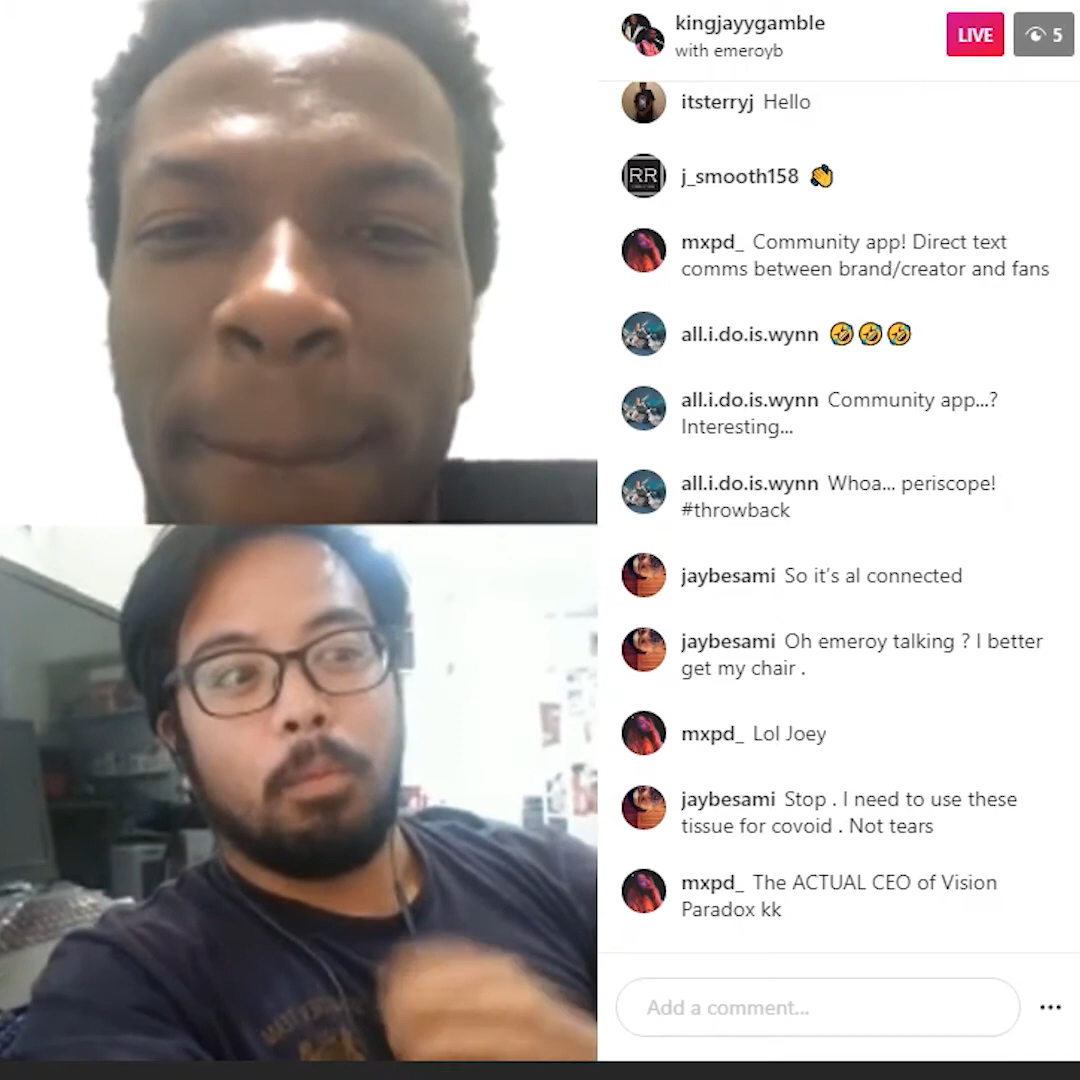 kingjayygamble
with emeroyb
LIVE
5
itsterryj Hello
RR
j_smooth158 👏
mxpd_ Community app! Direct text
comms between brand/creator and fans
all.i.do.is.wynn 🤣🤣🤣
all.i.do.is.wynn Community app...?
Interesting...
all.i.do.is.wynn Whoa... periscope!
#throwback
jaybesami So it's al connected
jaybesami Oh emeroy talking ? I better
get my chair .
mxpd_ Lol Joey
jaybesami Stop . I need to use these
tissue for covoid . Not tears
mxpd_ The ACTUAL CEO of Vision
Paradox kk
Add a comment...